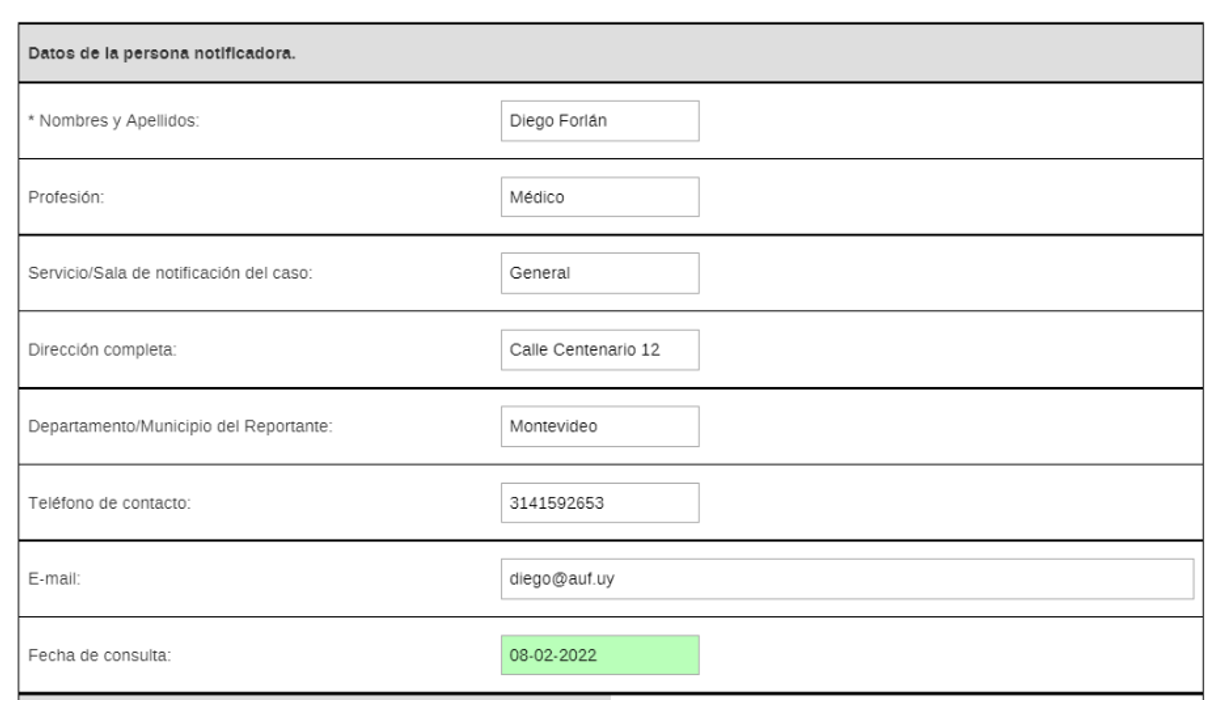 Datos de la persona notificadora.
* Nombres y Apellidos: Diego Forlán
Profesión: Médico
Servicio/Sala de notificación del caso: General
Dirección completa: Calle Centenario 12
Departamento/Municipio del Reportante: Montevideo
Teléfono de contacto: 3141592653
E-mail: diego@auf.uy
Fecha de consulta: 08-02-2022